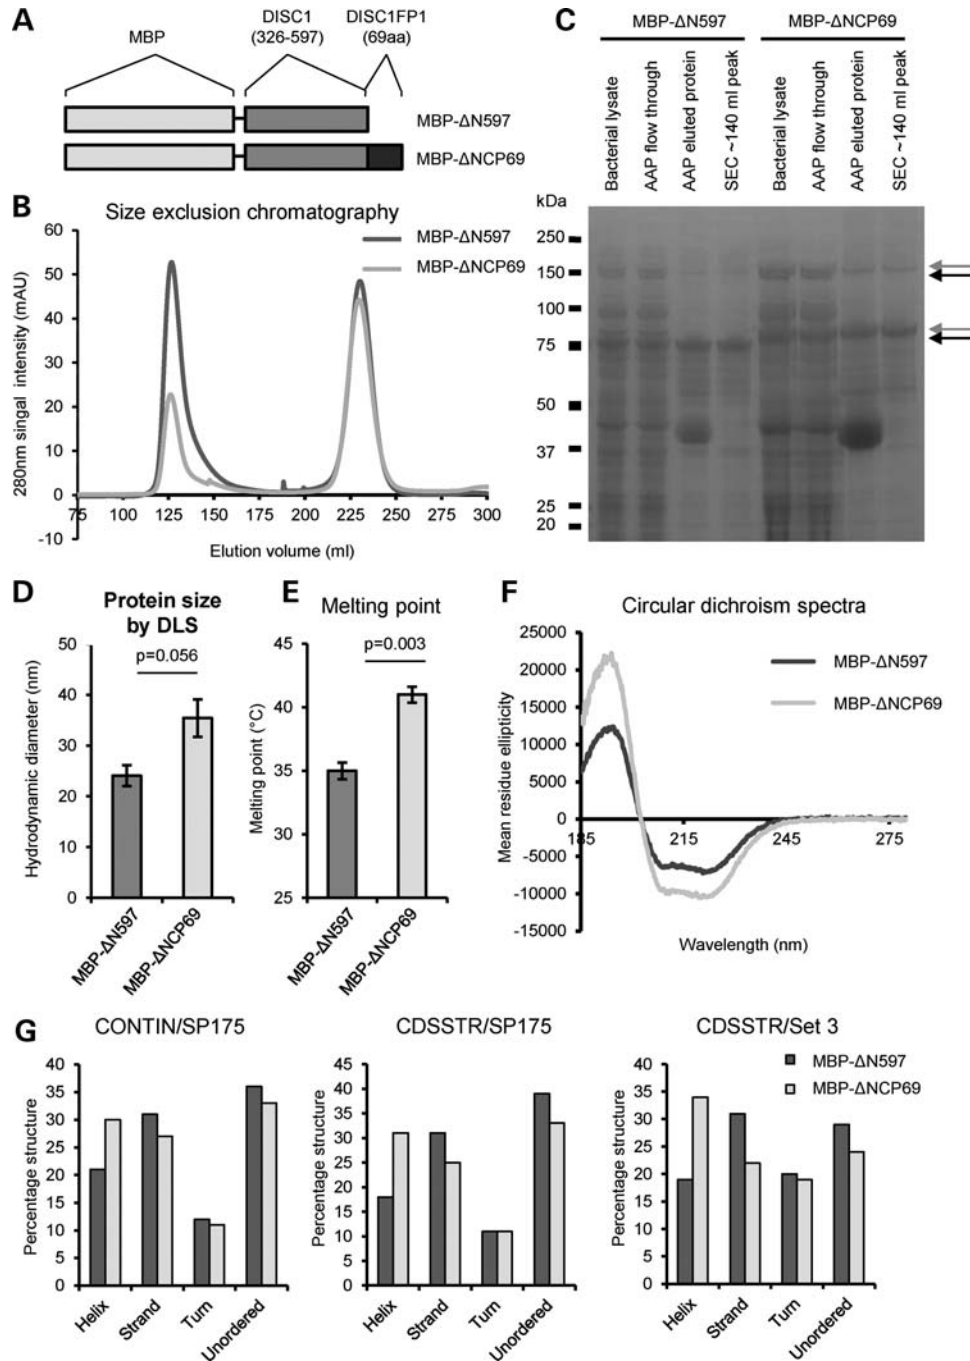 A
MBP
DISC1
(326-597)
DISC1FP1
(69aa)
MBP-ΔN597
MBP-ΔNCP69
B
Size exclusion chromatography
MBP-ΔN597
MBP-ΔNCP69
280nm singal intensity (mAU)
60
50
40
30
20
10
0
-10
75
100
125
150
175
200
225
250
275
300
Elution volume (ml)
C
MBP-ΔN597
MBP-ΔNCP69
Bacterial lysate
AAP flow through
AAP eluted protein
SEC ~140 ml peak
Bacterial lysate
AAP flow through
AAP eluted protein
SEC ~140 ml peak
kDa
250
150
100
75
50
37
25
20
D
Protein size
by DLS
p=0.056
Hydrodynamic diameter (nm)
50
40
30
20
10
0
MBP-ΔN597
MBP-ΔNCP69
E
Melting point
p=0.003
Melting point (°C)
45
40
35
30
25
MBP-ΔN597
MBP-ΔNCP69
F
Circular dichroism spectra
MBP-ΔN597
MBP-ΔNCP69
Mean residue ellipticity
25000
20000
15000
10000
5000
0
-5000
-10000
-15000
185
215
245
275
Wavelength (nm)
G
CONTIN/SP175
Percentage structure
40
35
30
25
20
15
10
5
0
Helix
Strand
Turn
Unordered
CDSSTR/SP175
Percentage structure
45
40
35
30
25
20
15
10
5
0
Helix
Strand
Turn
Unordered
CDSSTR/Set 3
MBP-ΔN597
MBP-ΔNCP69
Percentage structure
40
35
30
25
20
15
10
5
0
Helix
Strand
Turn
Unordered